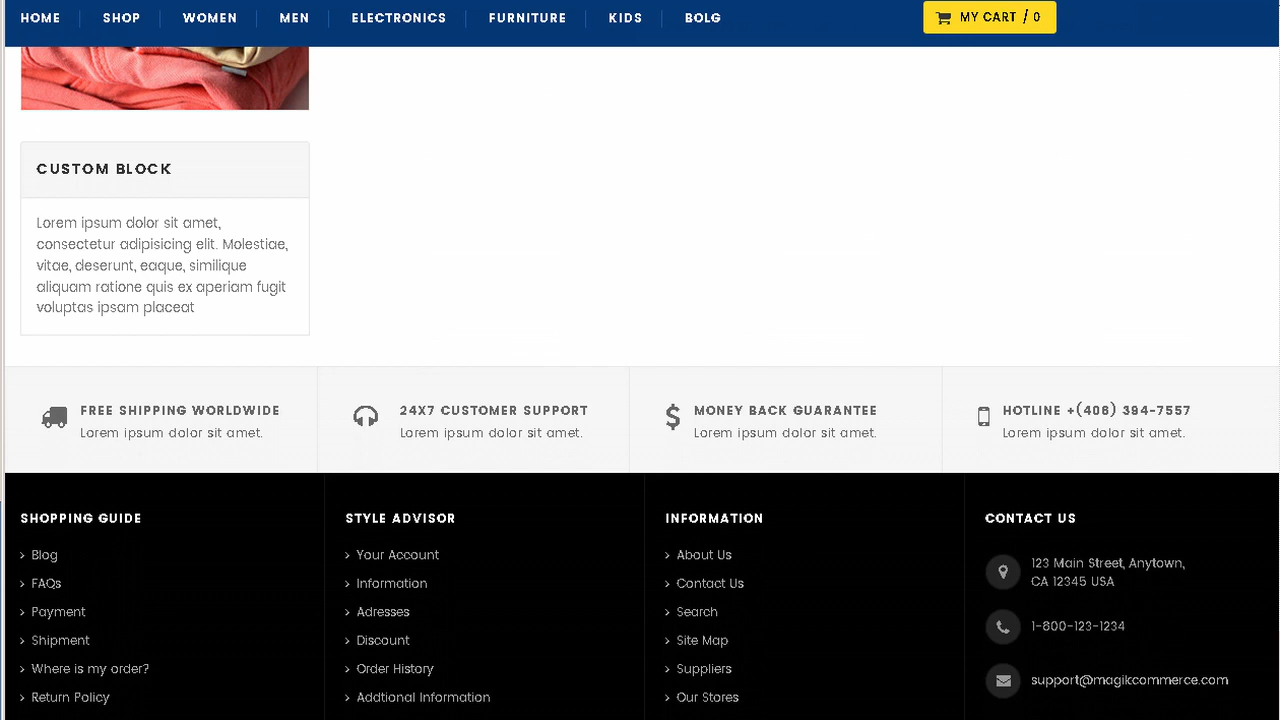 HOME SHOP WOMEN MEN ELECTRONICS FURNITURE KIDS BOLG MY CART / 0
CUSTOM BLOCK
Lorem ipsum dolor sit amet,
consectetur adipisicing elit. Molestiae,
vitae, deserunt, eaque, similique
aliquam ratione quis ex aperiam fugit
voluptas ipsam placeat
FREE SHIPPING WORLDWIDE
Lorem ipsum dolor sit amet.
24X7 CUSTOMER SUPPORT
Lorem ipsum dolor sit amet.
MONEY BACK GUARANTEE
Lorem ipsum dolor sit amet.
HOTLINE +(408) 394-7557
Lorem ipsum dolor sit amet.
SHOPPING GUIDE
Blog
FAQs
Payment
Shipment
Where is my order?
Return Policy
STYLE ADVISOR
Your Account
Information
Adresses
Discount
Order History
Addtional Information
INFORMATION
About Us
Contact Us
Search
Site Map
Suppliers
Our Stores
CONTACT US
123 Main Street, Anytown,
CA 12345 USA
1-800-123-1234
support@magikcommerce.com